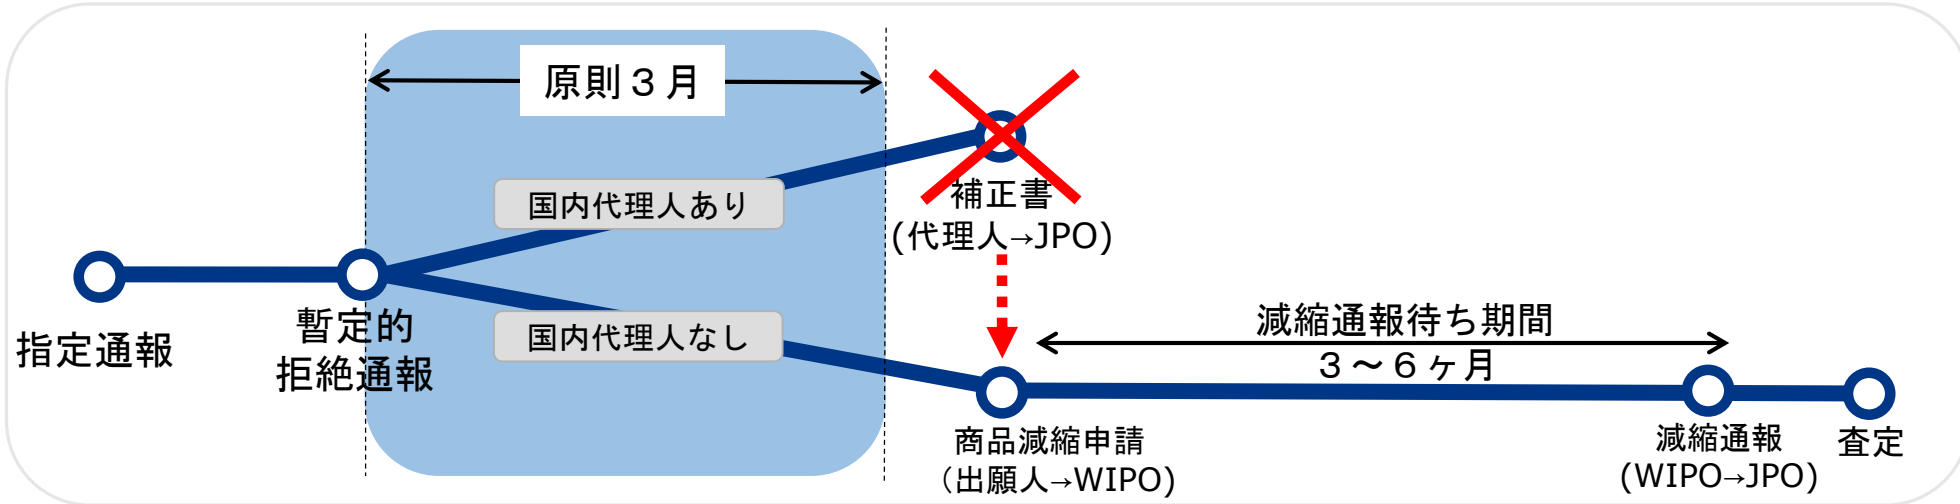 原則３月
国内代理人あり
補正書
(代理人→JPO)
指定通報
暫定的
拒絶通報
国内代理人なし
減縮通報待ち期間
３～６ヶ月
商品減縮申請
（出願人→WIPO)
減縮通報
(WIPO→JPO)
査定